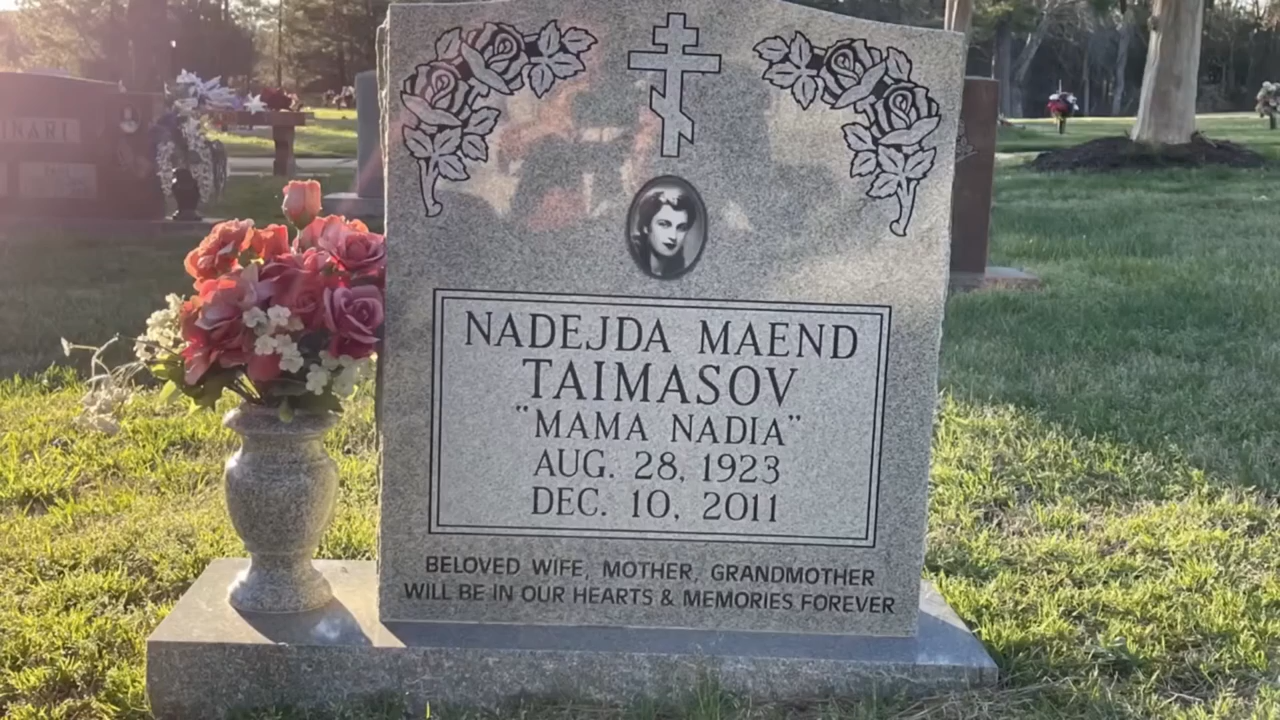 NADEJDA MAEND
TAIMASOV
"MAMA NADIA"
AUG. 28, 1923
DEC. 10, 2011
BELOVED WIFE, MOTHER, GRANDMOTHER
WILL BE IN OUR HEARTS & MEMORIES FOREVER